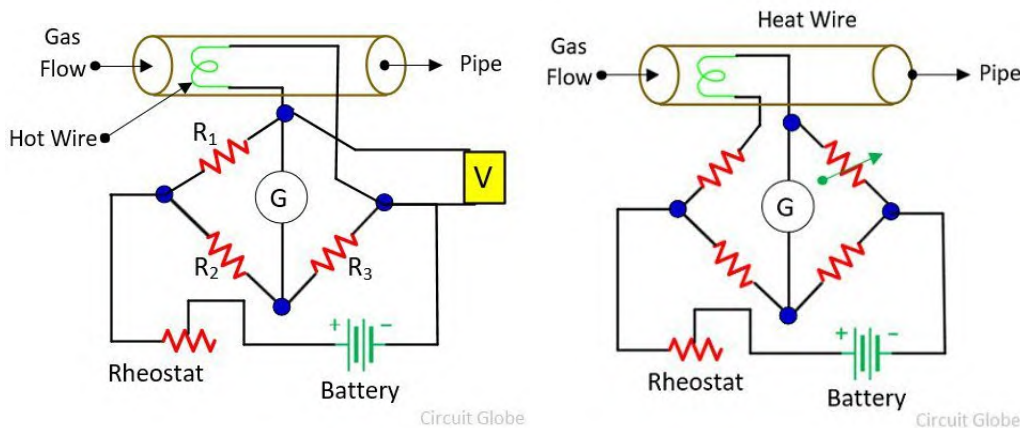 Gas
Flow
Pipe
Hot Wire
R₁
G
V
R₂
R₃
+ −
Rheostat
Battery
Circuit Globe
Heat Wire
Gas
Flow
Pipe
G
+ −
Rheostat
Battery
Circuit Globe